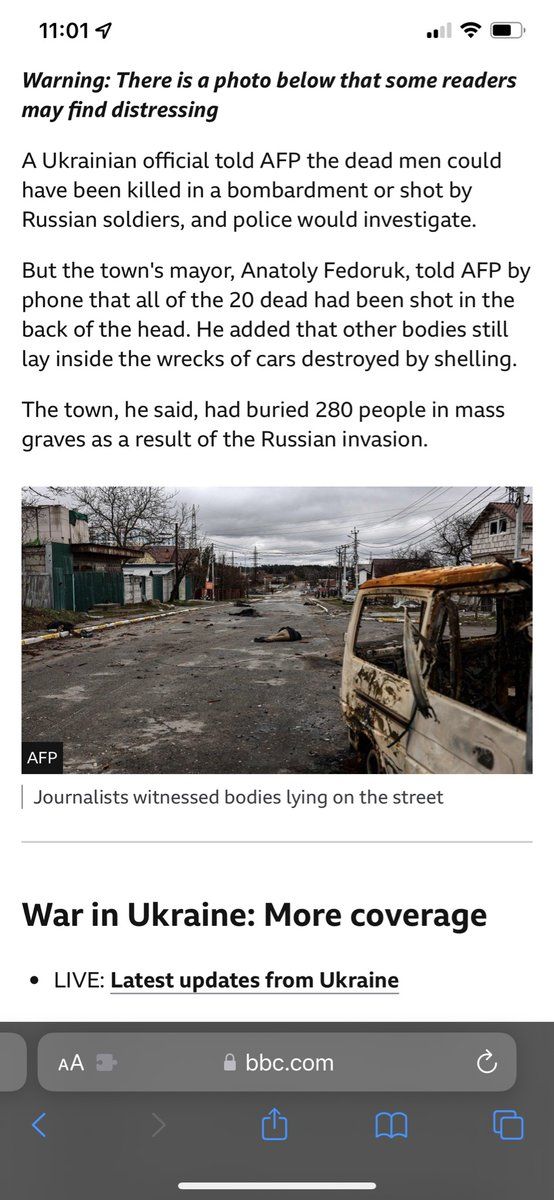 11:01
Warning: There is a photo below that some readers
may find distressing
A Ukrainian official told AFP the dead men could
have been killed in a bombardment or shot by
Russian soldiers, and police would investigate.
But the town's mayor, Anatoly Fedoruk, told AFP by
phone that all of the 20 dead had been shot in the
back of the head. He added that other bodies still
lay inside the wrecks of cars destroyed by shelling.
The town, he said, had buried 280 people in mass
graves as a result of the Russian invasion.
AFP
Journalists witnessed bodies lying on the street
War in Ukraine: More coverage
• LIVE: Latest updates from Ukraine
AA bbc.com